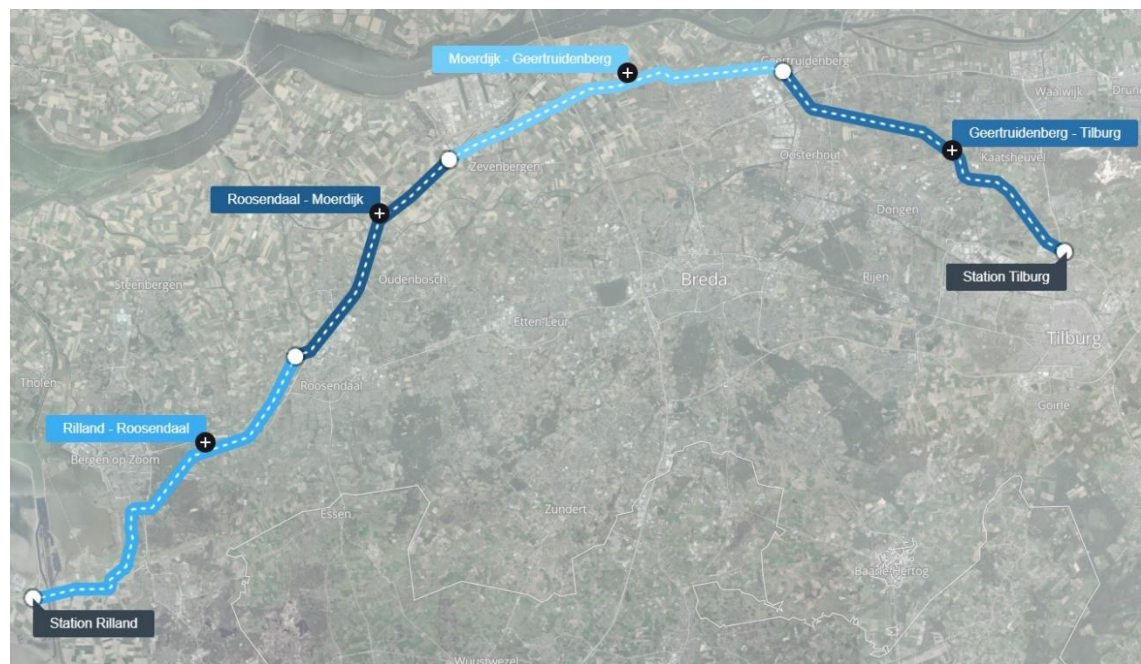 Moerdijk - Geertruidenberg
Geertruidenberg
Waalwijk
Geertruidenberg - Tilburg
Oosterhout
Kaatsheuvel
Zevenbergen
Roosendaal - Moerdijk
Dongen
Steenbergen
Oudenbosch
Breda
Rijen
Station Tilburg
Etten-Leur
Tilburg
Tholen
Roosendaal
Goirle
Rilland - Roosendaal
Bergen op Zoom
Essen
Zundert
Baarle-Hertog
Station Rilland
Wuustwezel